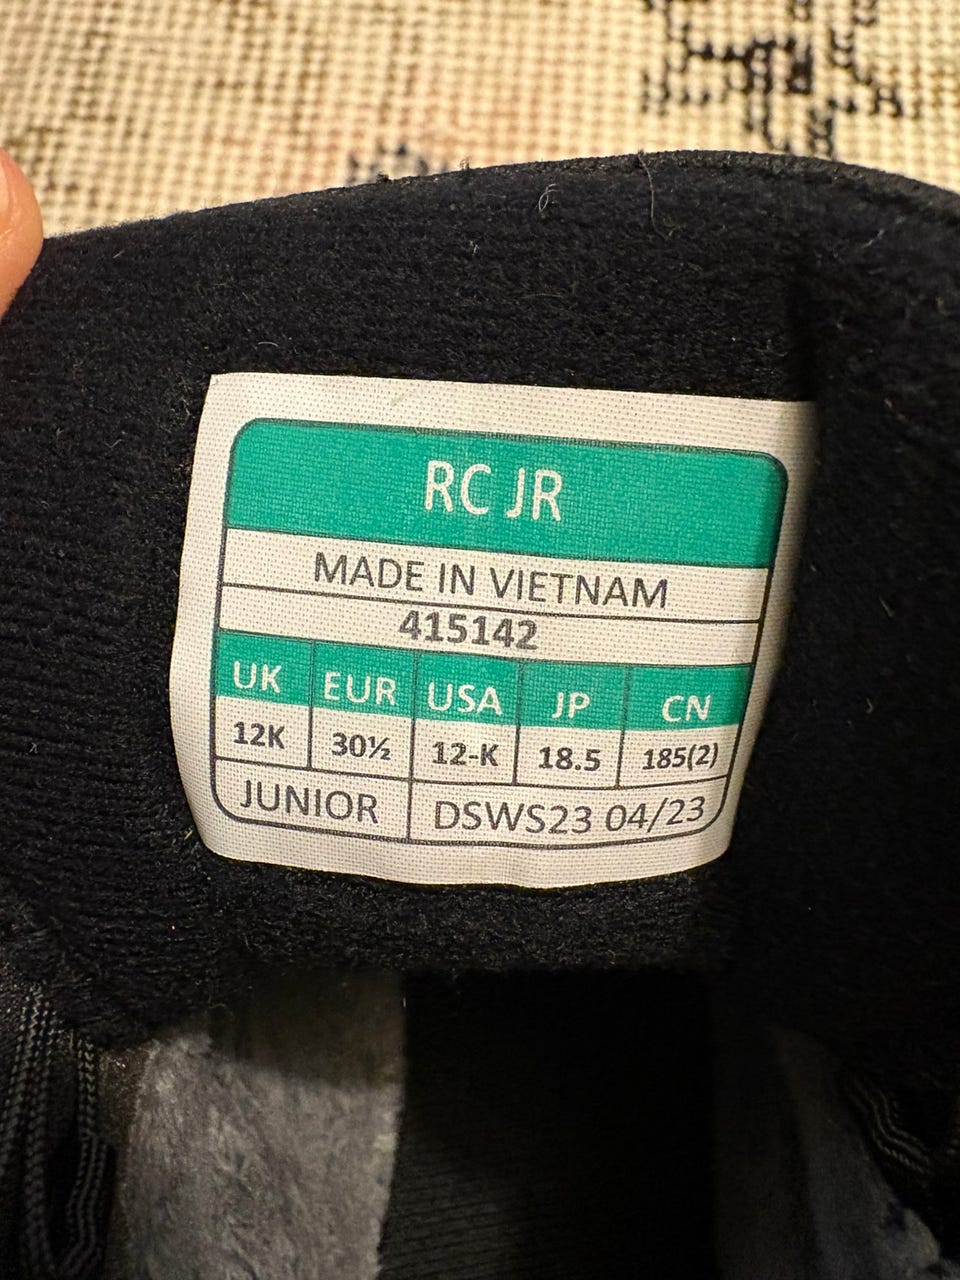 RC JR
MADE IN VIETNAM
415142
UK EUR USA JP CN
12K 30½ 12-K 18.5 185(2)
JUNIOR DSWS23 04/23